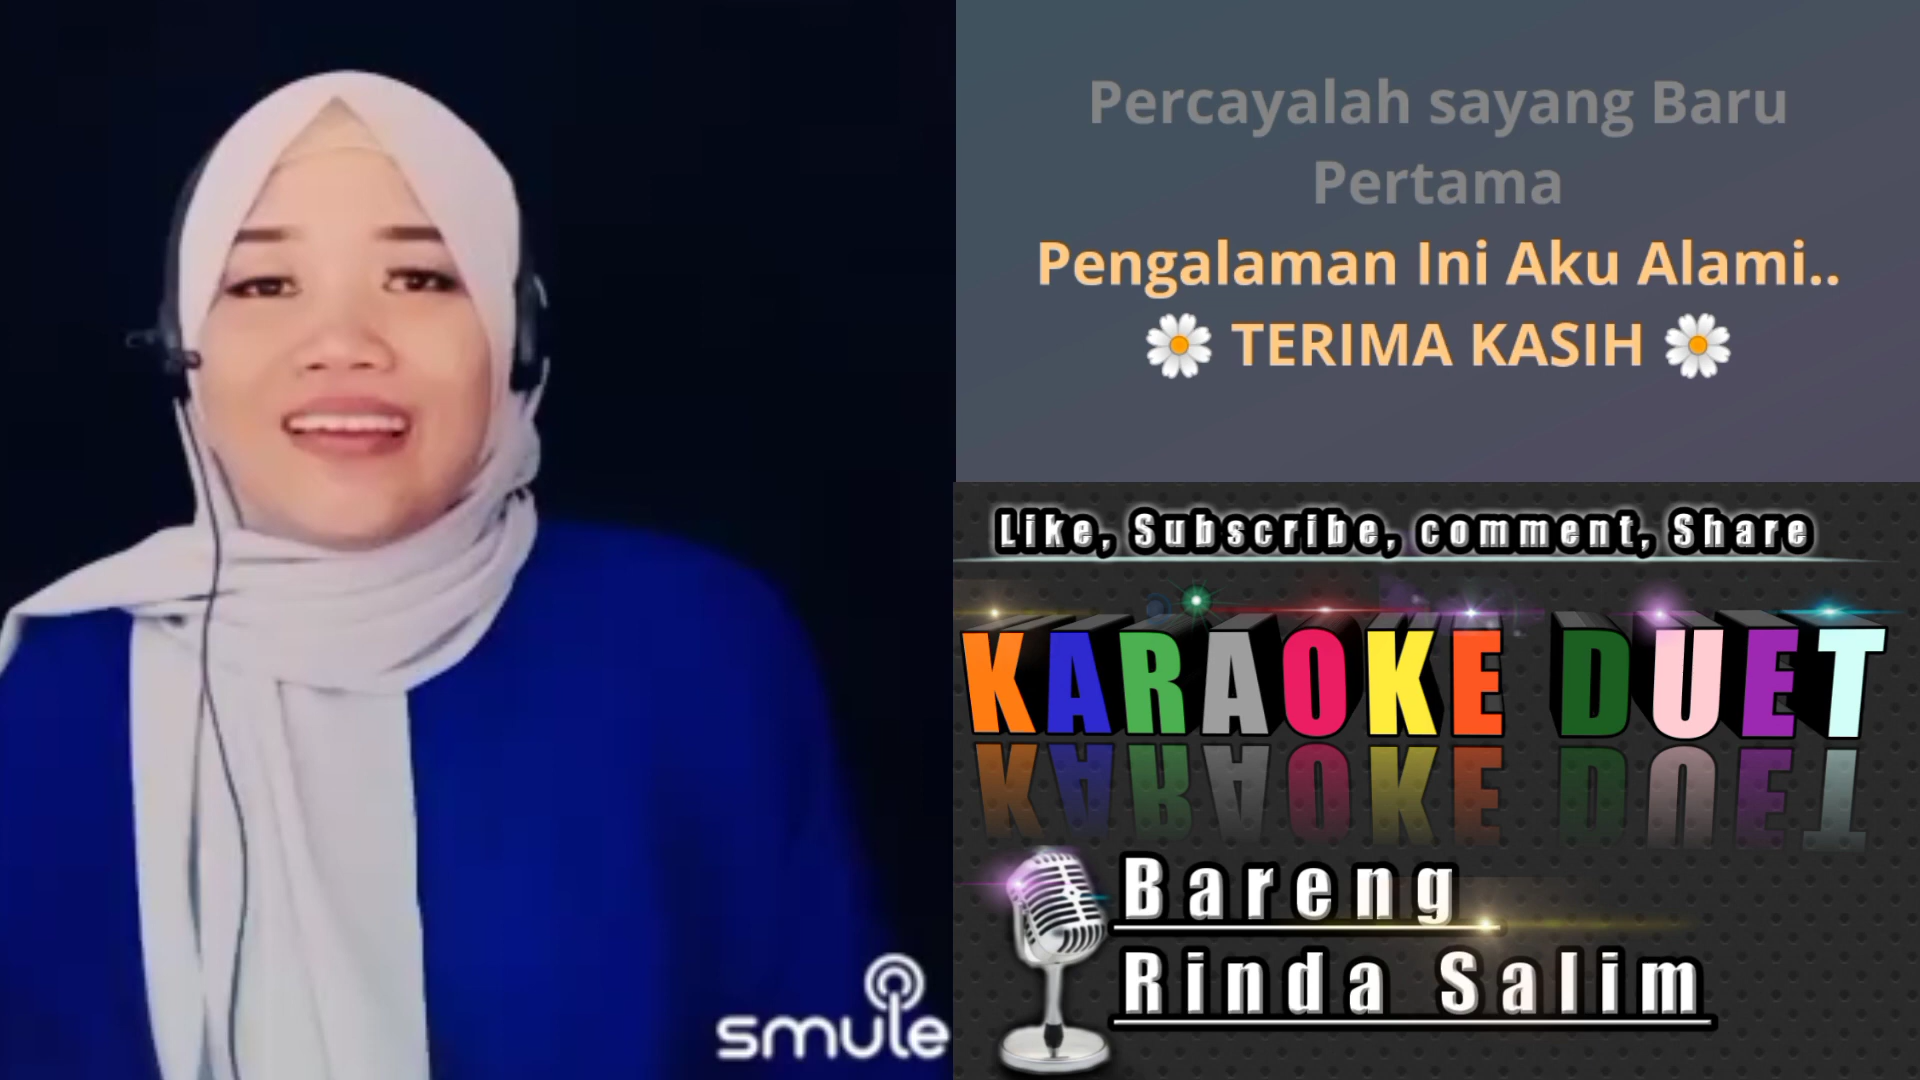 Percayalah sayang Baru
Pertama
Pengalaman Ini Aku Alami..
🌼 TERIMA KASIH 🌼
Like, Subscribe, comment, Share
KARAOKE DUET
Bareng
Rinda Salim
smule